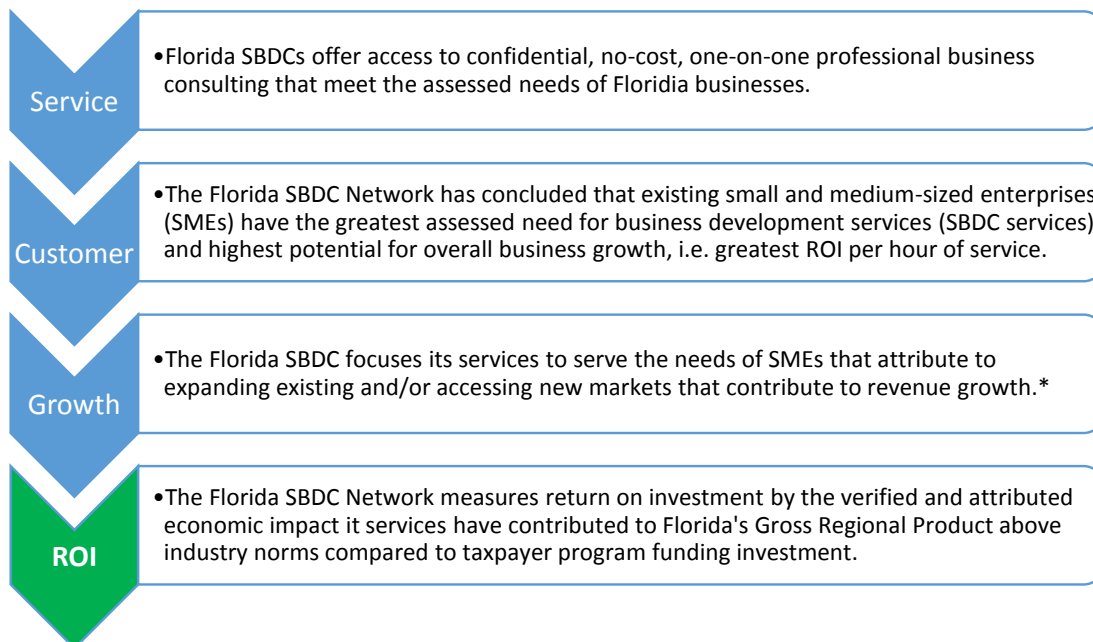 Service
•Florida SBDCs offer access to confidential, no-cost, one-on-one professional business
consulting that meet the assessed needs of Floridia businesses.
Customer
•The Florida SBDC Network has concluded that existing small and medium-sized enterprises
(SMEs) have the greatest assessed need for business development services (SBDC services)
and highest potential for overall business growth, i.e. greatest ROI per hour of service.
Growth
•The Florida SBDC focuses its services to serve the needs of SMEs that attribute to
expanding existing and/or accessing new markets that contribute to revenue growth.*
ROI
•The Florida SBDC Network measures return on investment by the verified and attributed
economic impact it services have contributed to Florida's Gross Regional Product above
industry norms compared to taxpayer program funding investment.